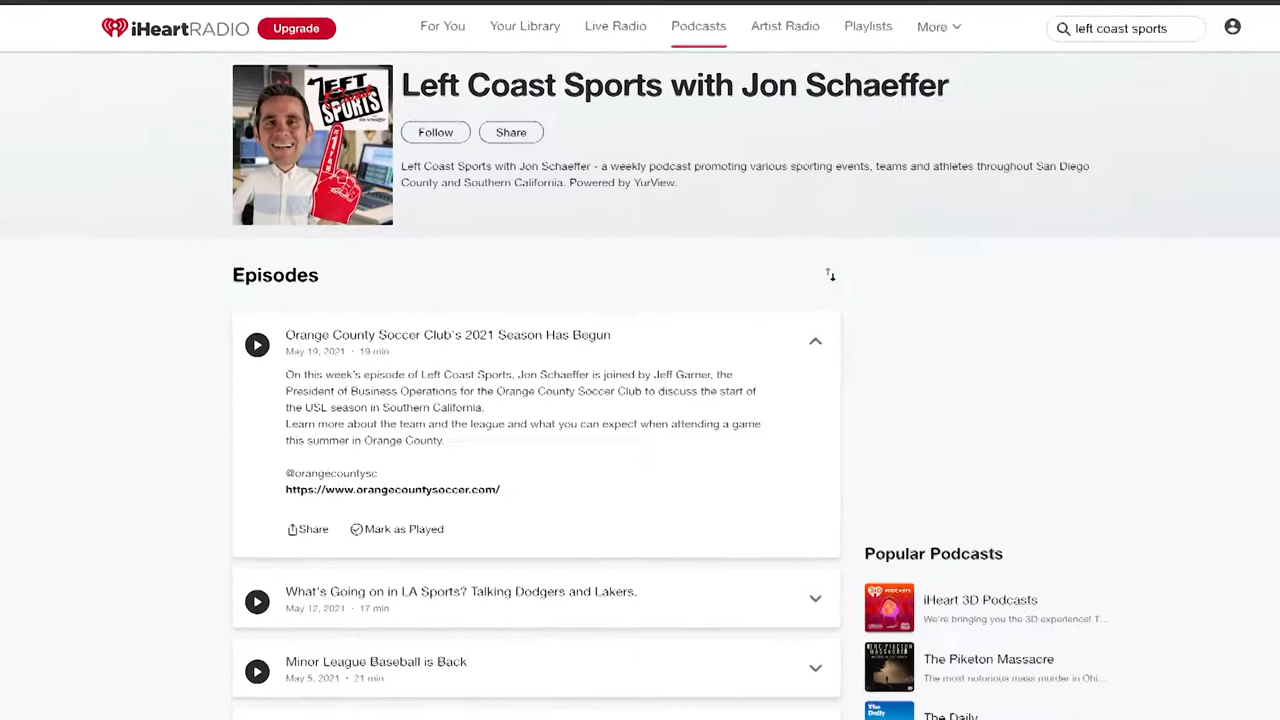 iHeartRADIO
Upgrade
For You
Your Library
Live Radio
Podcasts
Artist Radio
Playlists
More
left coast sports
LEFT
Coast
SPORTS
Left Coast Sports with Jon Schaeffer
Follow
Share
Left Coast Sports with Jon Schaeffer - a weekly podcast promoting various sporting events, teams and athletes throughout San Diego
County and Southern California. Powered by YurView.
Episodes
Orange County Soccer Club's 2021 Season Has Begun
May 19, 2021 · 19 min
On this week's episode of Left Coast Sports, Jon Schaeffer is joined by Jeff Garner, the
President of Business Operations for the Orange County Soccer Club to discuss the start of
the USL season in Southern California.
Learn more about the team and the league and what you can expect when attending a game
this summer in Orange County.
@orangecountysc
https://www.orangecountysoccer.com/
Share
Mark as Played
What's Going on in LA Sports? Talking Dodgers and Lakers.
May 12, 2021 · 17 min
Minor League Baseball is Back
May 5, 2021 · 21 min
Popular Podcasts
iHeart 3D Podcasts
We're bringing you the 3D experience! T...
THE PIKETON
MASSACRE
The Piketon Massacre
The most notorious mass murder in Ohi...
The
Daily
The Daily